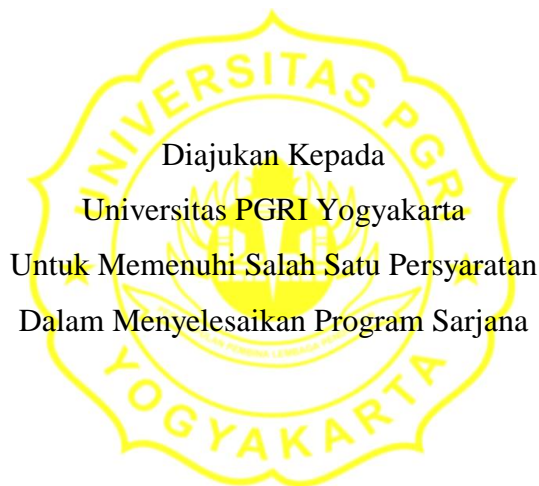 UNIVERSITAS PGRI
Diajukan Kepada
Universitas PGRI Yogyakarta
Untuk Memenuhi Salah Satu Persyaratan
Dalam Menyelesaikan Program Sarjana
YOGYAKARTA